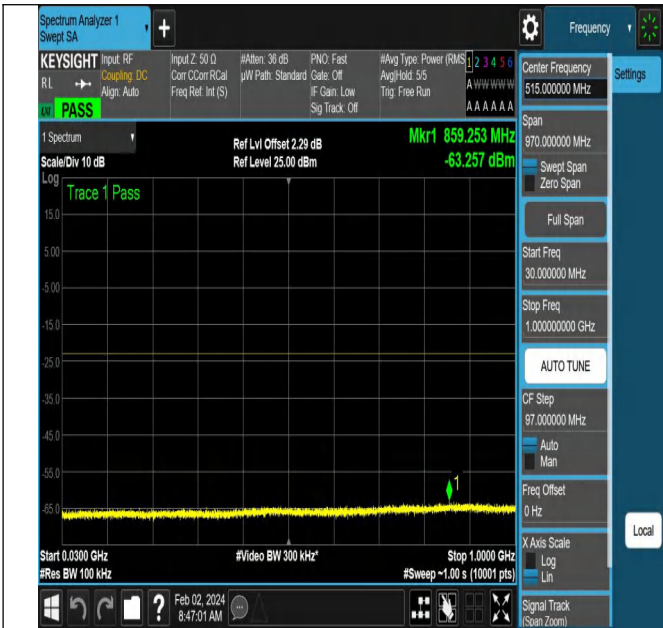 Spectrum Analyzer 1
Swept SA
+
Frequency
KEYSIGHT
RL
PASS
Input: RF
Coupling: DC
Align: Auto
Input Z: 50 Ω
Corr CCorr RCal
Freq Ref: Int (S)
#Atten: 36 dB
µW Path: Standard
PNO: Fast
Gate: Off
IF Gain: Low
Sig Track: Off
#Avg Type: Power (RMS
Avg|Hold: 5/5
Trig: Free Run
1 2 3 4 5 6
A W W W W W
A A A A A A
1 Spectrum
Scale/Div 10 dB
Log
Ref Lvl Offset 2.29 dB
Ref Level 25.00 dBm
Mkr1 859.253 MHz
-63.257 dBm
Trace 1 Pass
15.0
5.00
-5.00
-15.0
-25.0
-35.0
-45.0
-55.0
-65.0
1
Start 0.0300 GHz
#Res BW 100 kHz
#Video BW 300 kHz*
Stop 1.0000 GHz
#Sweep ~1.00 s (10001 pts)
?
Feb 02, 2024
8:47:01 AM
Center Frequency
515.000000 MHz
Settings
Span
970.000000 MHz
Swept Span
Zero Span
Full Span
Start Freq
30.000000 MHz
Stop Freq
1.000000000 GHz
AUTO TUNE
CF Step
97.000000 MHz
Auto
Man
Freq Offset
0 Hz
X Axis Scale
Log
Lin
Local
Signal Track
(Span Zoom)